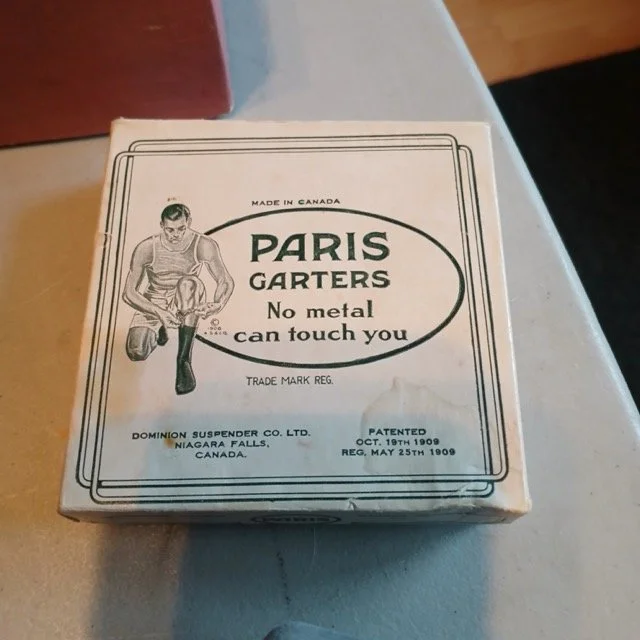 MADE IN CANADA
PARIS
GARTERS
No metal
can touch you
©
TRADE MARK REG.
DOMINION SUSPENDER CO. LTD.
NIAGARA FALLS,
CANADA.
PATENTED
OCT. 19TH 1909
REG. MAY 25TH 1909
PARIS